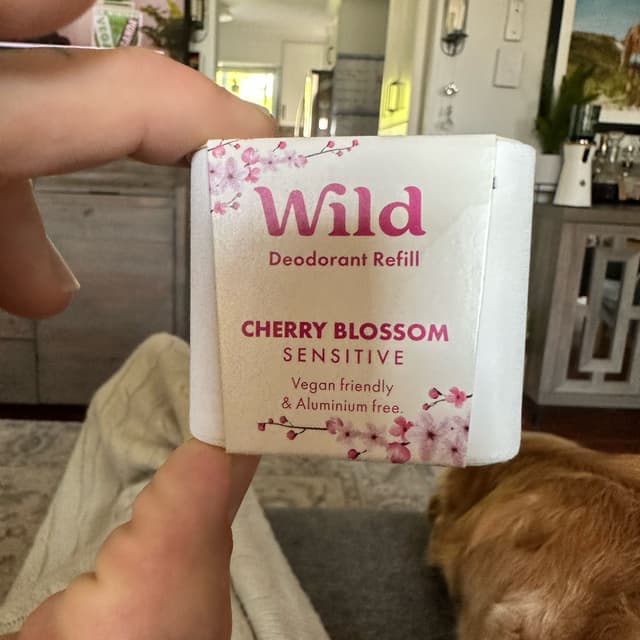 Wild
Deodorant Refill
CHERRY BLOSSOM
SENSITIVE
Vegan friendly
& Aluminium free.